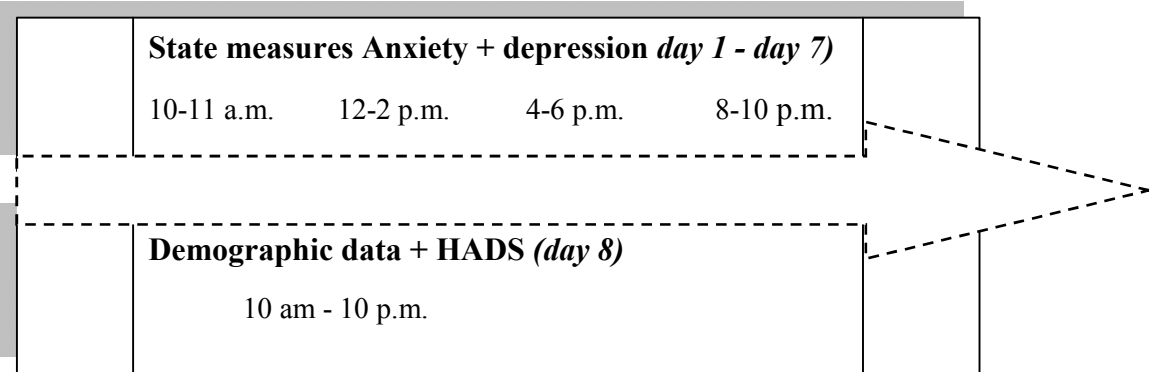 State measures Anxiety + depression day 1 - day 7)
10-11 a.m. 12-2 p.m. 4-6 p.m. 8-10 p.m.
Demographic data + HADS (day 8)
10 am - 10 p.m.